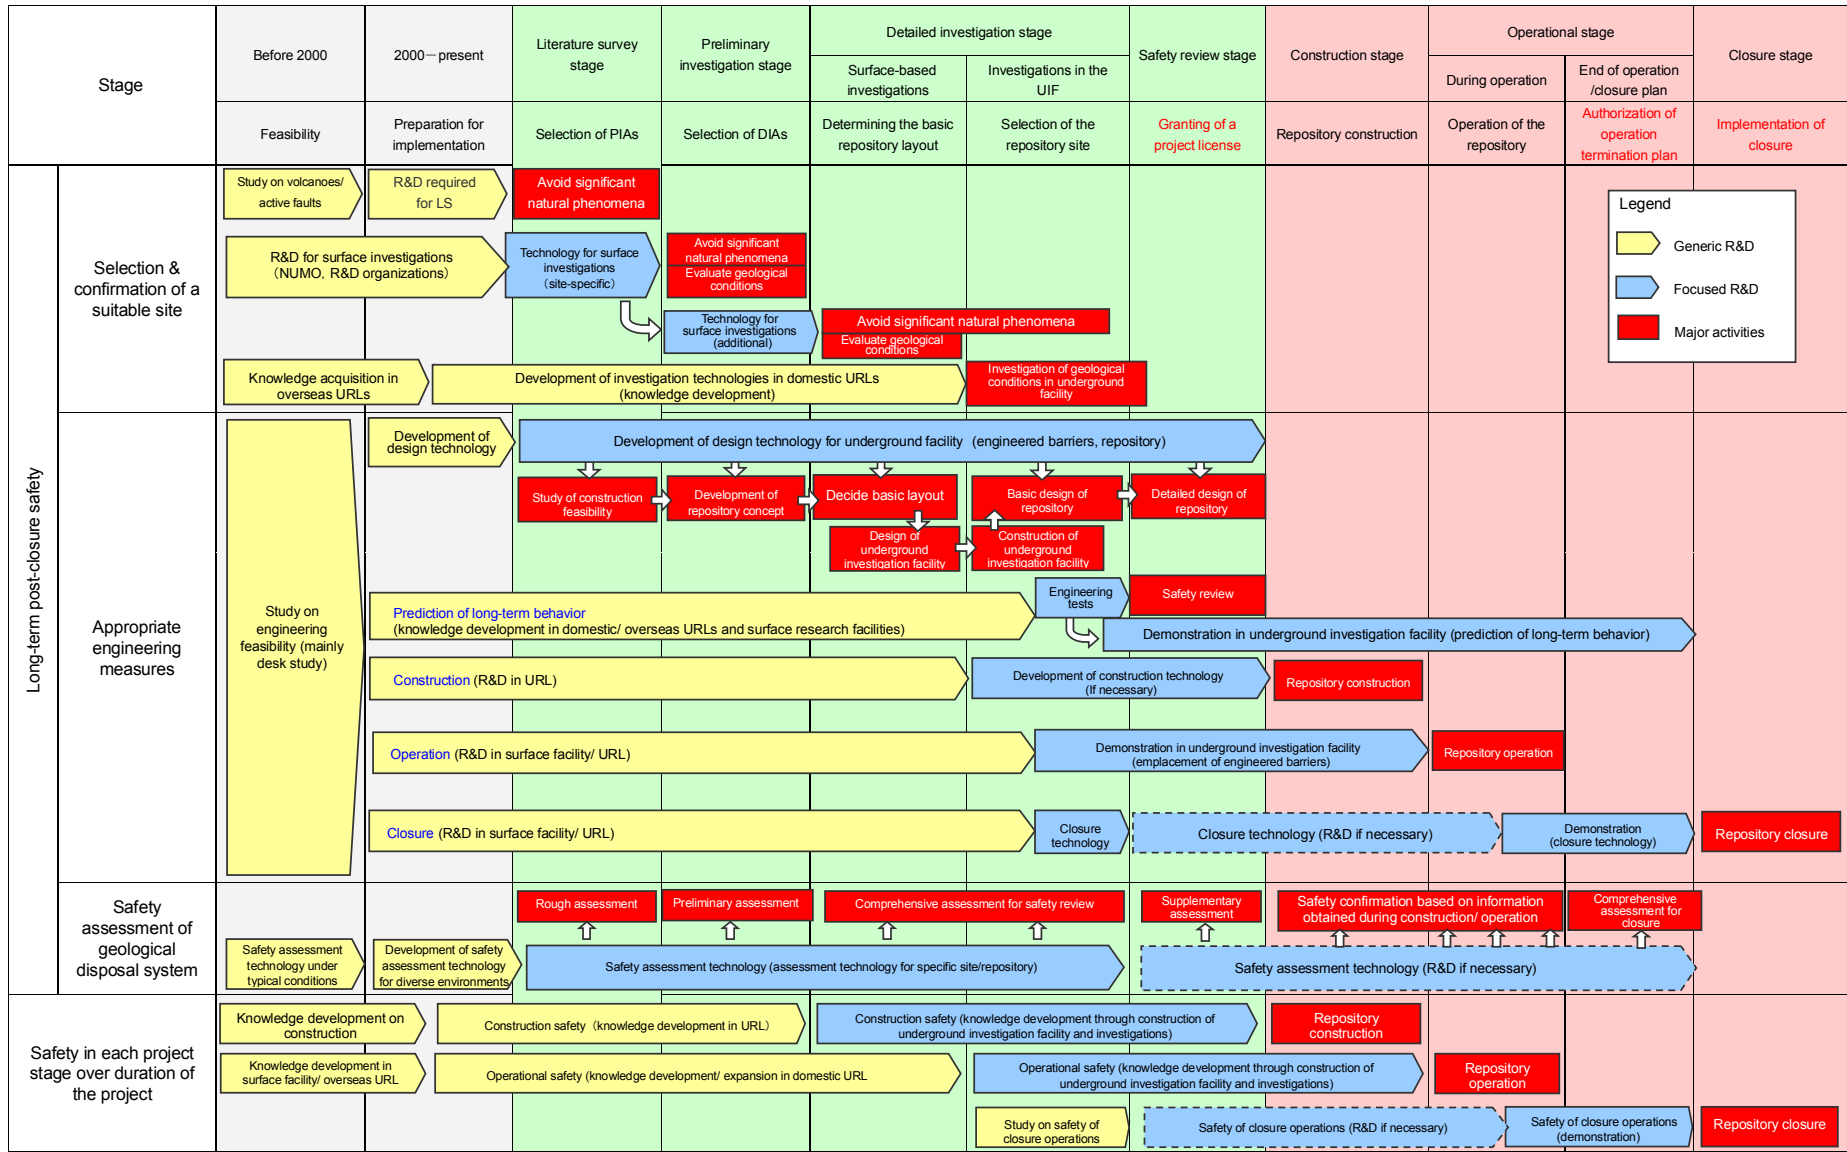 Stage
Before 2000
2000－present
Literature survey
stage
Preliminary
investigation stage
Detailed investigation stage
Surface-based
investigations
Investigations in the
UIF
Safety review stage
Construction stage
Operational stage
During operation
End of operation
/closure plan
Closure stage
Feasibility
Preparation for
implementation
Selection of PIAs
Selection of DIAs
Determining the basic
repository layout
Selection of the
repository site
Granting of a
project license
Repository construction
Operation of the
repository
Authorization of
operation
termination plan
Implementation of
closure
Long-term post-closure safety
Selection &
confirmation of a
suitable site
Study on volcanoes/
active faults
R&D required
for LS
Avoid significant
natural phenomena
R&D for surface investigations
（NUMO, R&D organizations）
Technology for surface
investigations
(site-specific)
Avoid significant
natural phenomena
Evaluate geological
conditions
Technology for
surface investigations
(additional)
Avoid significant natural phenomena
Evaluate geological
conditions
Knowledge acquisition in
overseas URLs
Development of investigation technologies in domestic URLs
(knowledge development)
Investigation of geological
conditions in underground
facility
Legend
Generic R&D
Focused R&D
Major activities
Appropriate
engineering
measures
Study on
engineering
feasibility (mainly
desk study)
Development of
design technology
Development of design technology for underground facility (engineered barriers, repository)
Study of construction
feasibility
Development of
repository concept
Decide basic layout
Basic design of
repository
Detailed design of
repository
Design of
underground
investigation facility
Construction of
underground
investigation facility
Prediction of long-term behavior
(knowledge development in domestic/ overseas URLs and surface research facilities)
Engineering
tests
Safety review
Demonstration in underground investigation facility (prediction of long-term behavior)
Construction (R&D in URL)
Development of construction technology
(If necessary)
Repository construction
Operation (R&D in surface facility/ URL)
Demonstration in underground investigation facility
(emplacement of engineered barriers)
Repository operation
Closure (R&D in surface facility/ URL)
Closure
technology
Closure technology (R&D if necessary)
Demonstration
(closure technology)
Repository closure
Safety
assessment of
geological
disposal system
Rough assessment
Preliminary assessment
Comprehensive assessment for safety review
Supplementary
assessment
Safety confirmation based on information
obtained during construction/ operation
Comprehensive
assessment for
closure
Safety assessment
technology under
typical conditions
Development of safety
assessment technology
for diverse environments
Safety assessment technology (assessment technology for specific site/repository)
Safety assessment technology (R&D if necessary)
Safety in each project
stage over duration of
the project
Knowledge development on
construction
Construction safety（knowledge development in URL）
Construction safety (knowledge development through construction of
underground investigation facility and investigations)
Repository
construction
Knowledge development in
surface facility/ overseas URL
Operational safety (knowledge development/ expansion in domestic URL
Operational safety (knowledge development through construction of
underground investigation facility and investigations)
Repository
operation
Study on safety of
closure operations
Safety of closure operations (R&D if necessary)
Safety of closure operations
(demonstration)
Repository closure